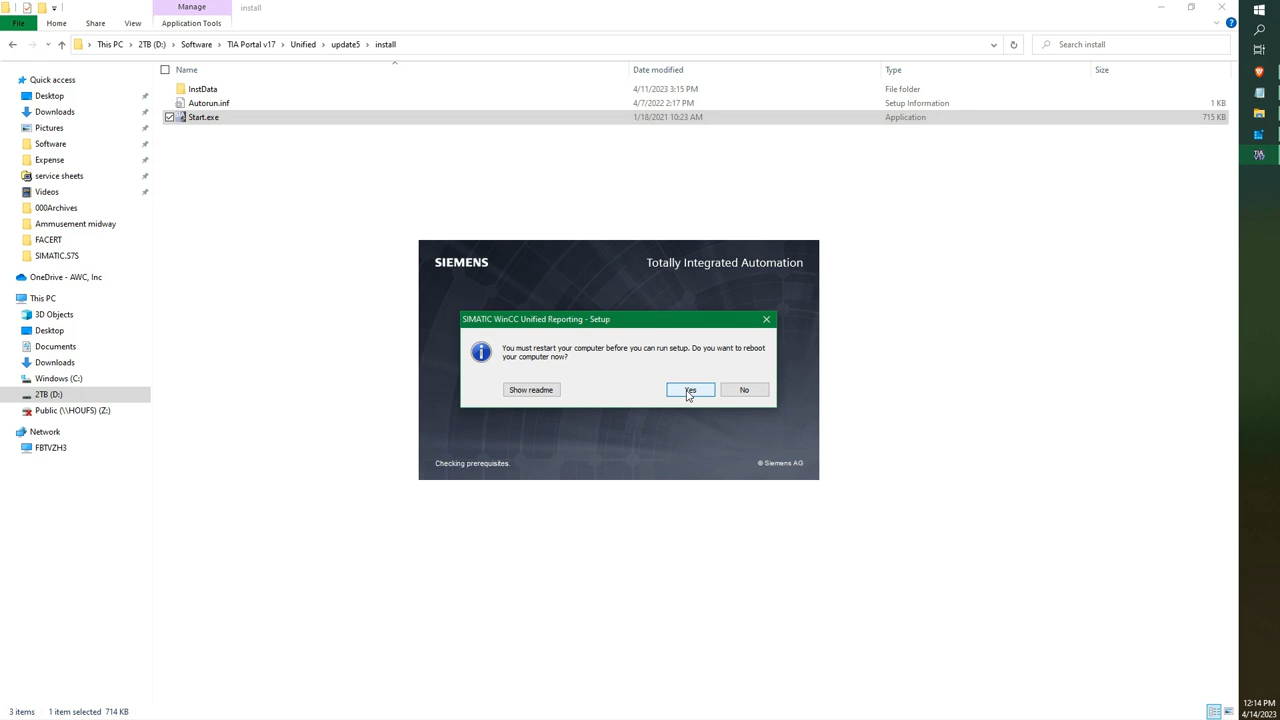 Manage
install
File
Home
Share
View
Application Tools
This PC
2TB (D:)
Software
TIA Portal v17
Unified
update5
install
Search install
Name
Date modified
Type
Size
InstData
4/11/2023 3:15 PM
File folder
Autorun.inf
4/7/2022 2:17 PM
Setup Information
1 KB
Start.exe
1/18/2021 10:23 AM
Application
715 KB
Quick access
Desktop
Downloads
Pictures
Software
Expense
service sheets
Videos
000Archives
Ammusement midway
FACERT
SIMATIC.S7S
OneDrive - AWC, Inc
This PC
3D Objects
Desktop
Documents
Downloads
Windows (C:)
2TB (D:)
Public (\\HOUFS) (Z:)
Network
FBTVZH3
SIEMENS
Totally Integrated Automation
SIMATIC WinCC Unified Reporting - Setup
You must restart your computer before you can run setup. Do you want to reboot
your computer now?
Show readme
Yes
No
Checking prerequisites.
© Siemens AG
3 items
1 item selected 714 KB
TIA
V17
12:14 PM
4/14/2023